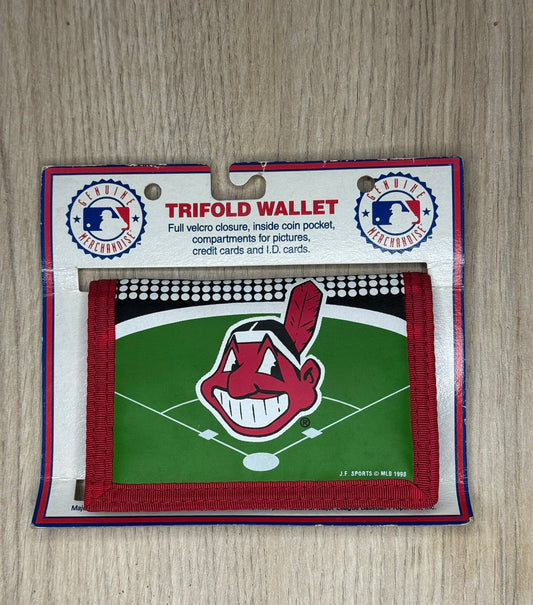 GENUINE
MERCHANDISE
GENUINE
MERCHANDISE
TRIFOLD WALLET
Full velcro closure, inside coin pocket,
compartments for pictures,
credit cards and I.D. cards.
®
J.F. SPORTS © MLB 1998